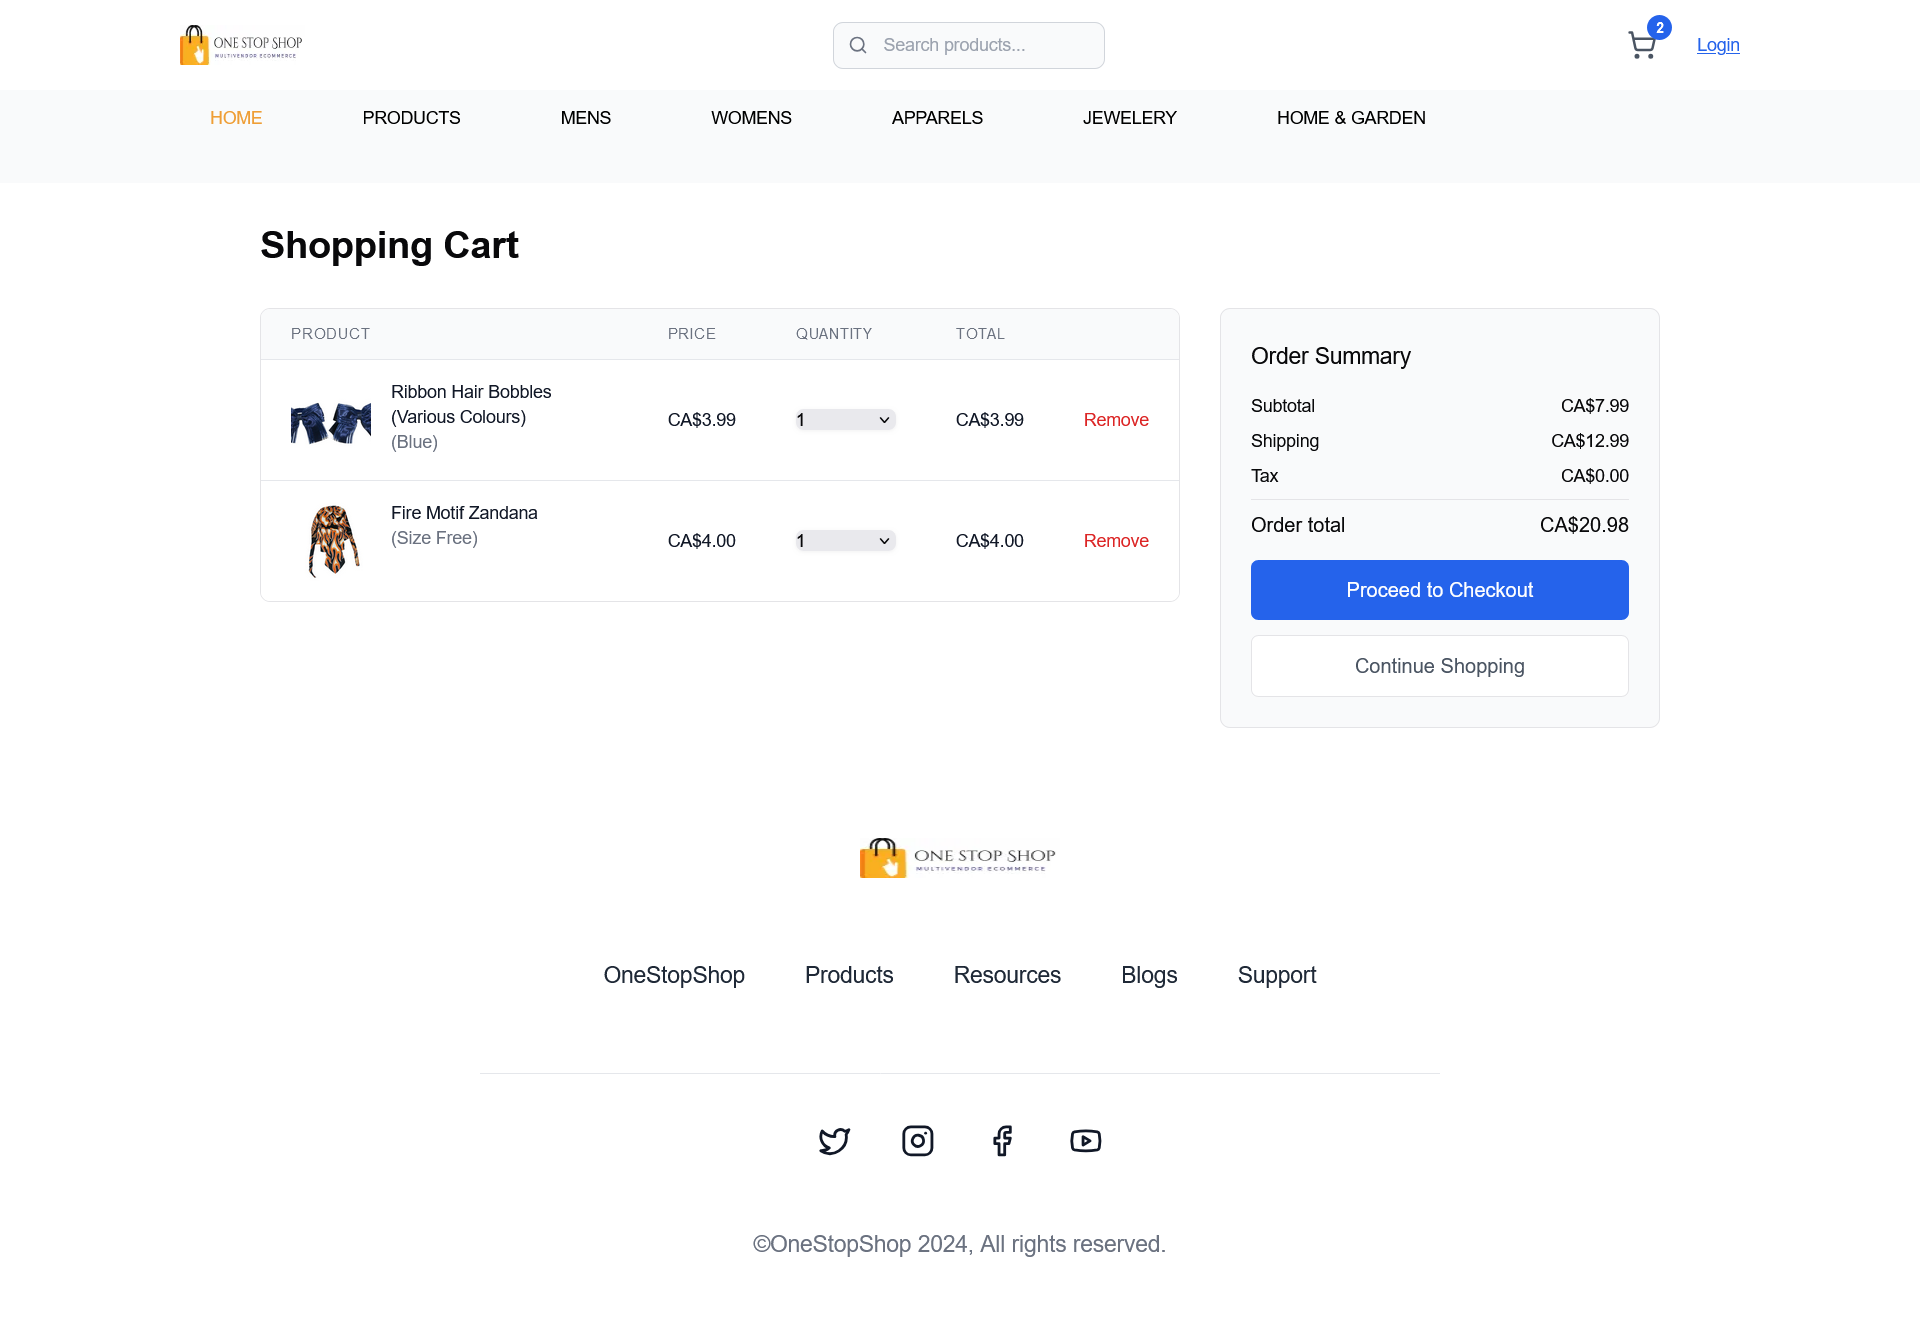 ONE STOP SHOP
MULTIVENDOR ECOMMERCE
Search products...
2
Login
HOME
PRODUCTS
MENS
WOMENS
APPARELS
JEWELERY
HOME & GARDEN
Shopping Cart
PRODUCT PRICE QUANTITY TOTAL
Ribbon Hair Bobbles
(Various Colours)
(Blue)
CA$3.99
1
CA$3.99
Remove
Fire Motif Zandana
(Size Free)
CA$4.00
1
CA$4.00
Remove
Order Summary
Subtotal CA$7.99
Shipping CA$12.99
Tax CA$0.00
Order total CA$20.98
Proceed to Checkout
Continue Shopping
ONE STOP SHOP
MULTIVENDOR ECOMMERCE
OneStopShop
Products
Resources
Blogs
Support
©OneStopShop 2024, All rights reserved.